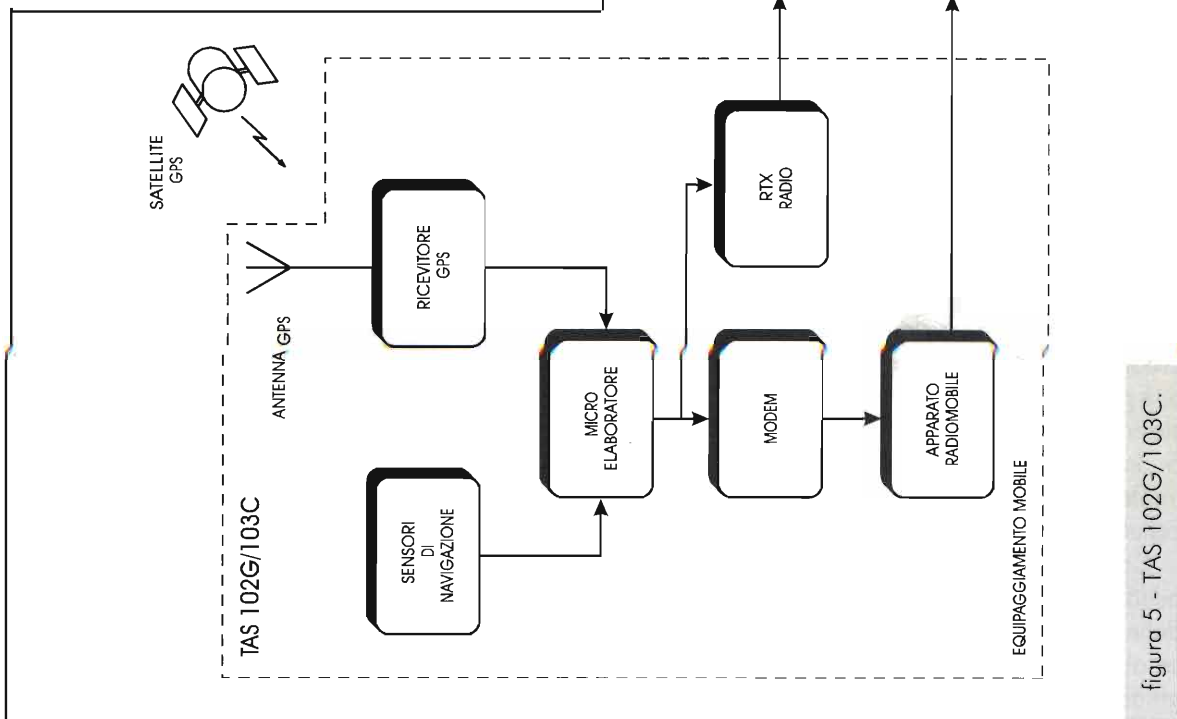 TAS 102G/103C
SATELLITE
GPS
ANTENNA GPS
RICEVITORE
GPS
SENSORI
DI
NAVIGAZIONE
MICRO
ELABORATORE
RTX
RADIO
MODEM
APPARATO
RADIOMOBILE
EQUIPAGGIAMENTO MOBILE
figura 5 - TAS 102G/103C.